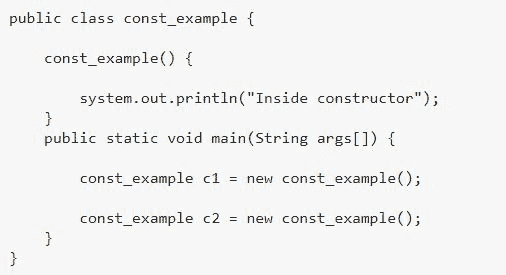 public class const_example {
const_example() {
system.out.println("Inside constructor");
}
public static void main(String args[]) {
const_example c1 = new const_example();
const_example c2 = new const_example();
}
}